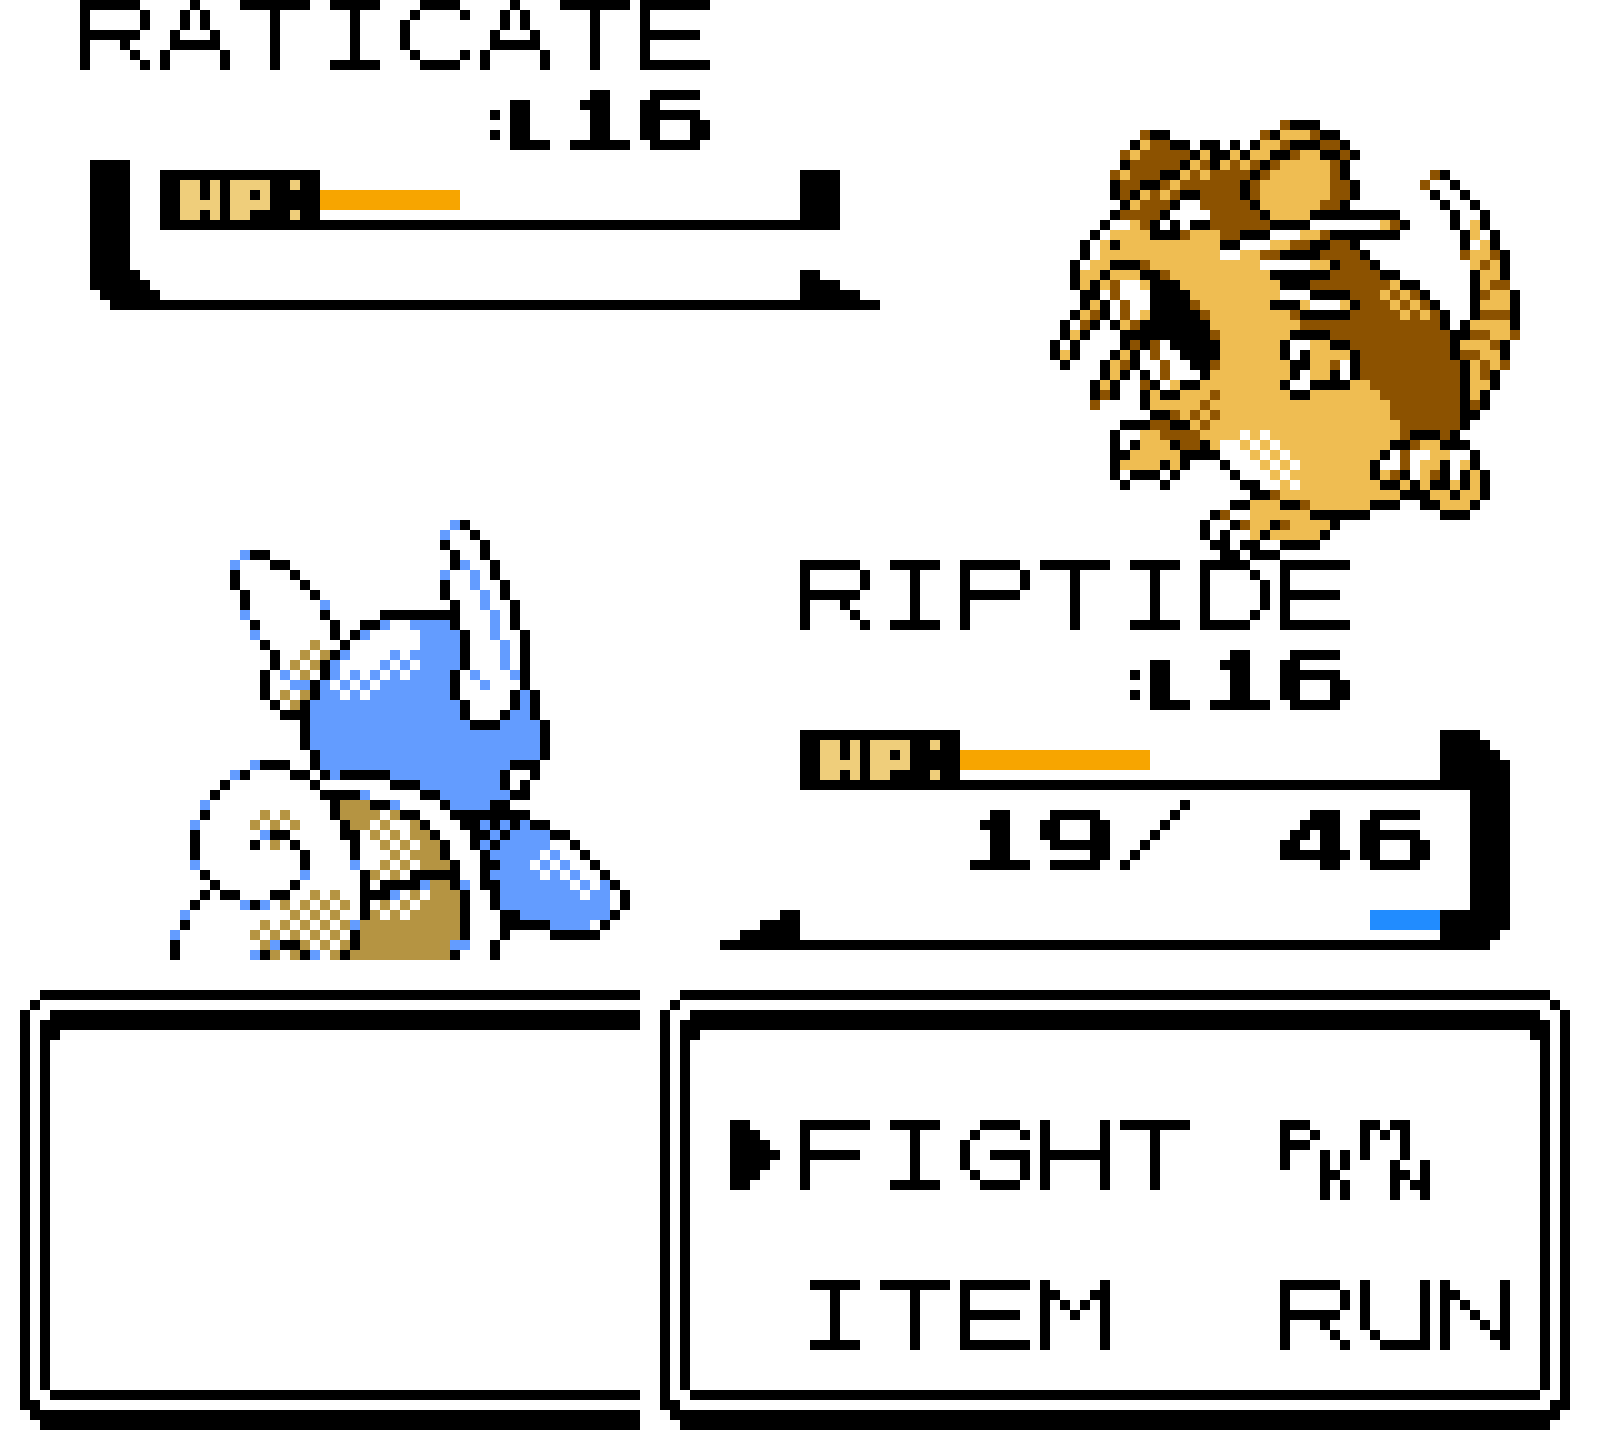 RATICATE
:L16
HP:
RIPTIDE
:L16
HP:
19/ 46
FIGHT PKMN
ITEM RUN